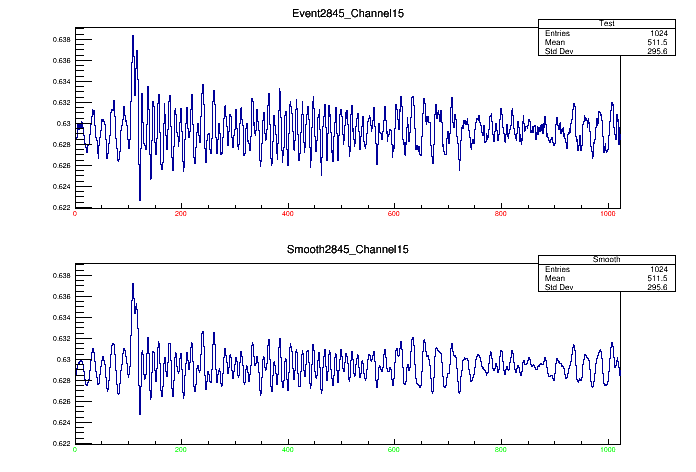 Event2845_Channel15
Test
Entries 1024
Mean 511.5
Std Dev 295.6
0.638
0.636
0.634
0.632
0.63
0.628
0.626
0.624
0.622
0 200 400 600 800 1000
Smooth2845_Channel15
Smooth
Entries 1024
Mean 511.5
Std Dev 295.6
0.638
0.636
0.634
0.632
0.63
0.628
0.626
0.624
0.622
0 200 400 600 800 1000